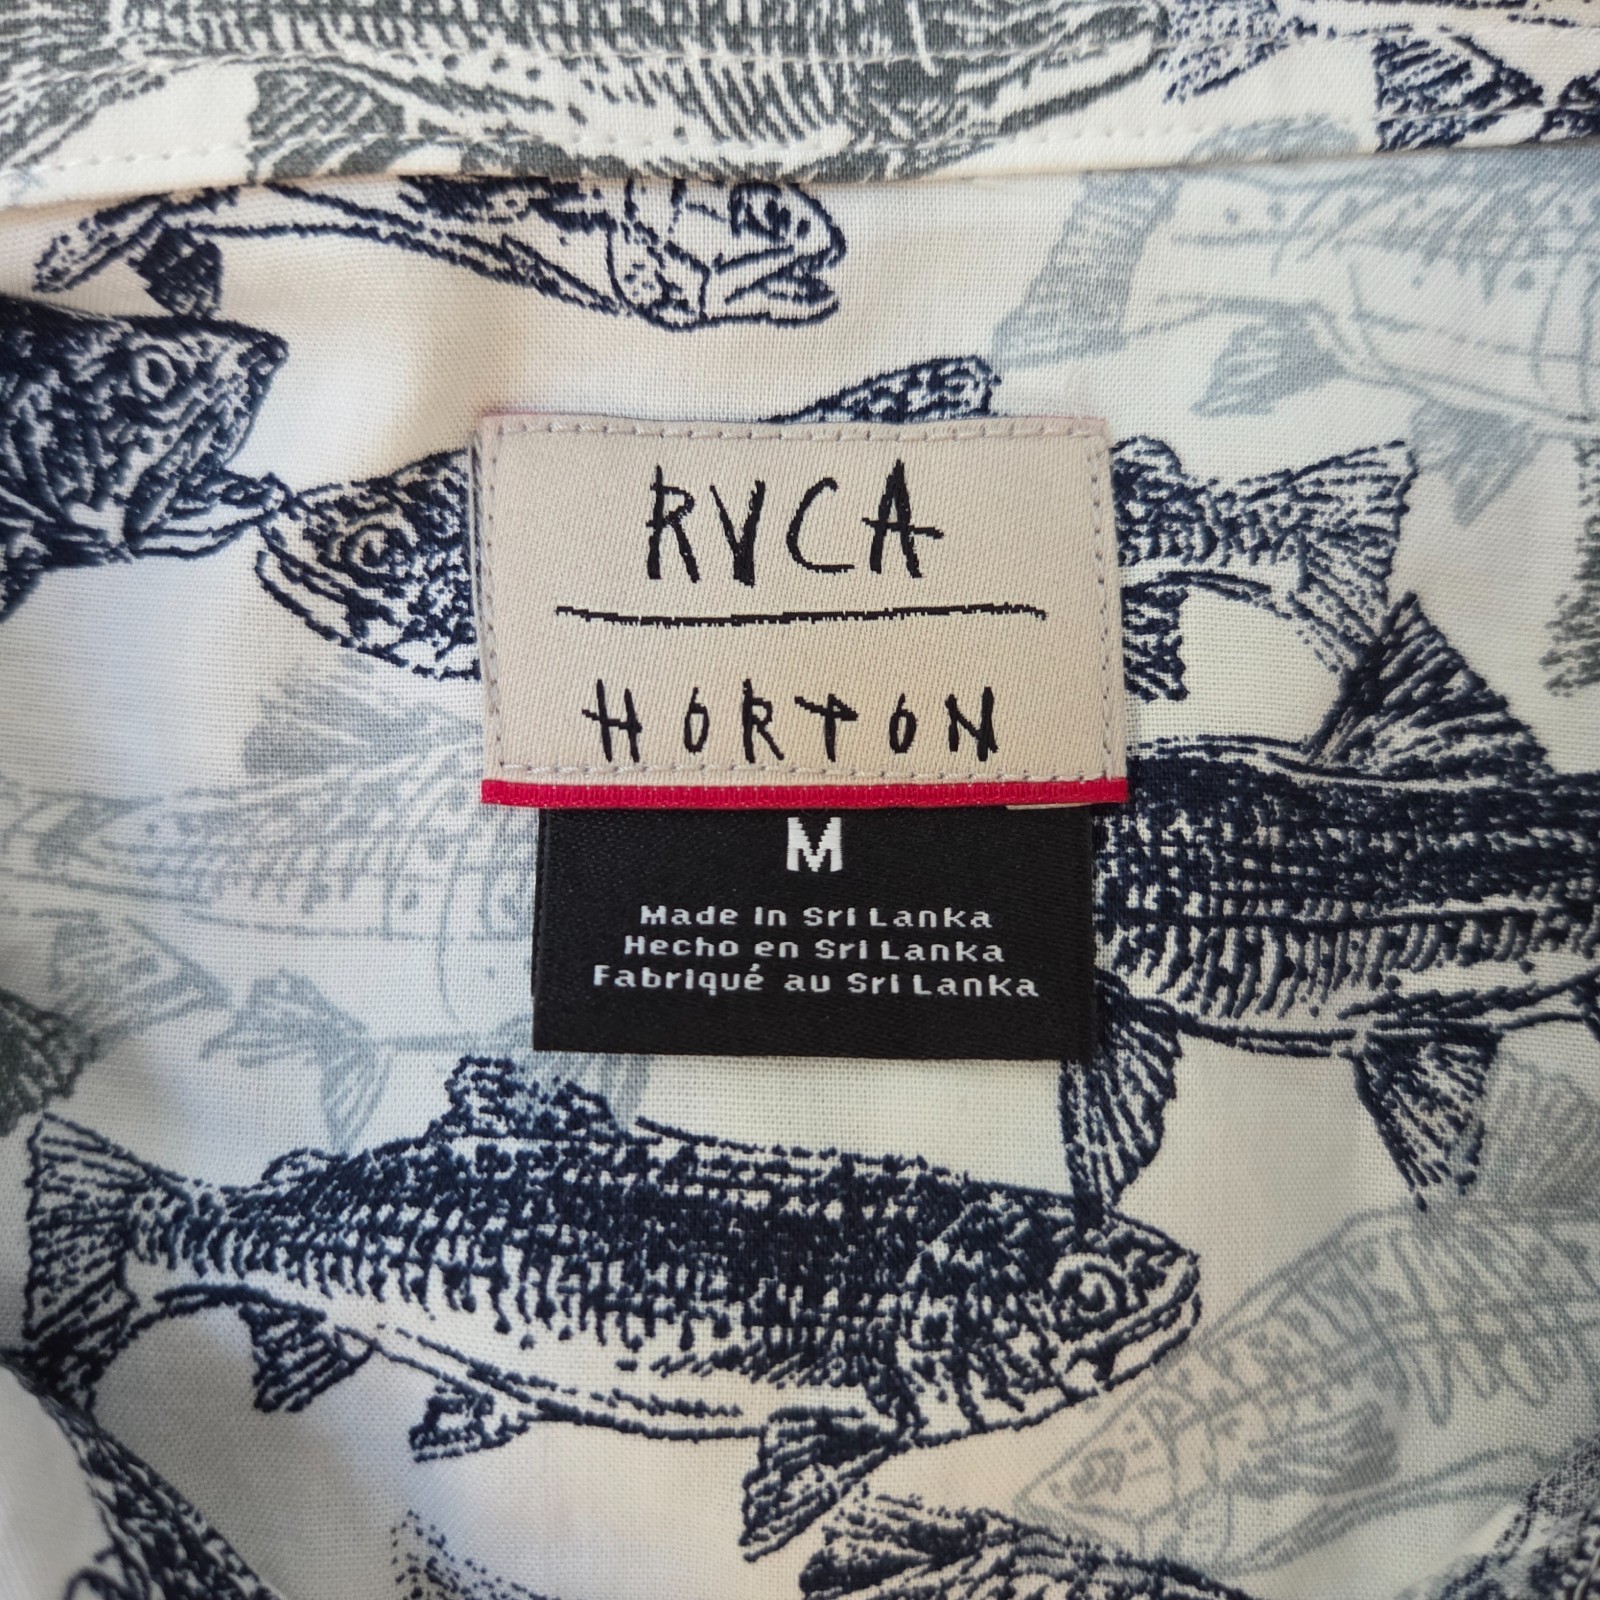 RVCA
HORTON
M
Made in Sri Lanka
Hecho en Sri Lanka
Fabriqué au Sri Lanka